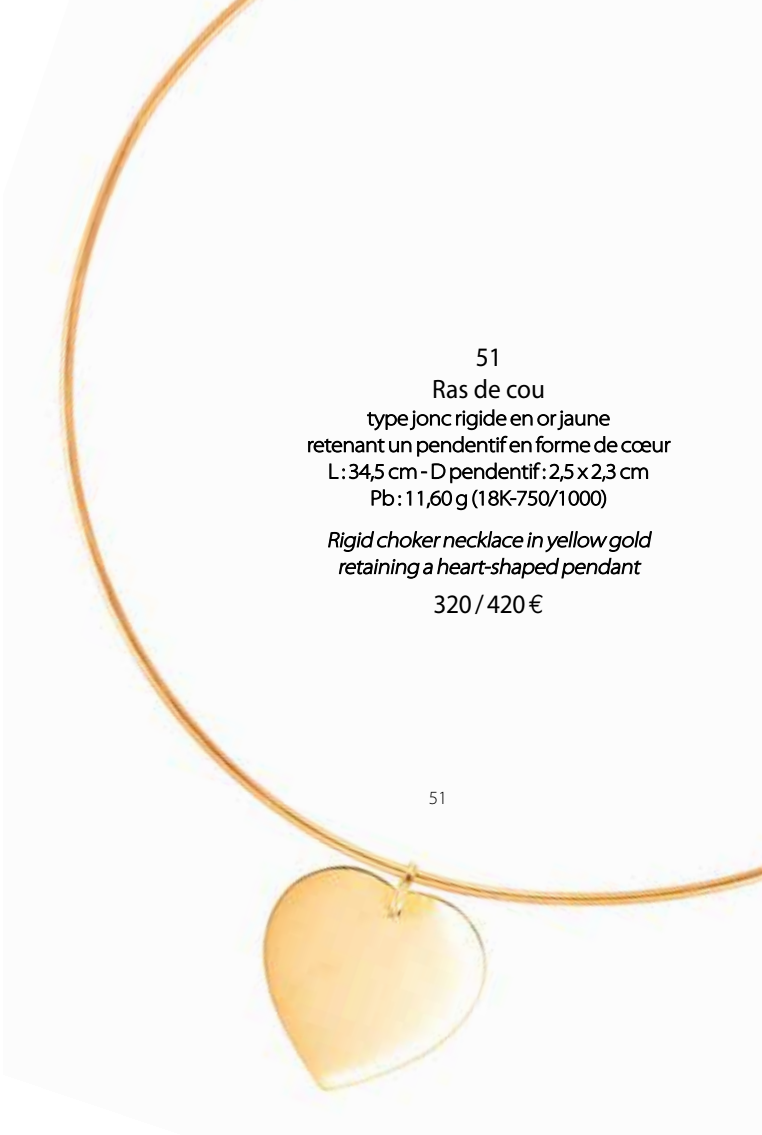 51
Ras de cou
type jonc rigide en or jaune
retenant un pendentif en forme de cœur
L : 34,5 cm - D pendentif : 2,5 x 2,3 cm
Pb : 11,60 g (18K-750/1000)
Rigid choker necklace in yellow gold
retaining a heart-shaped pendant
320 / 420 €
51